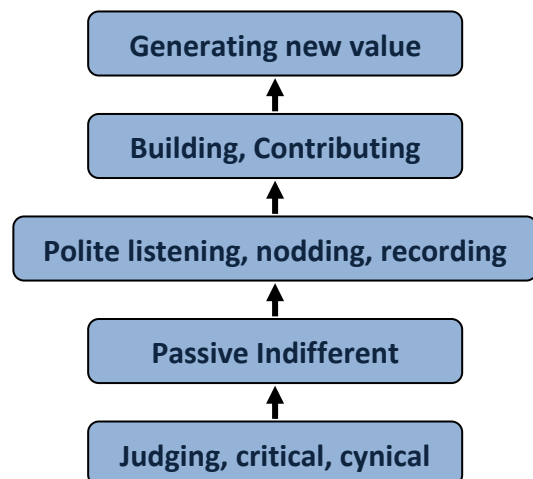 Generating new value
Building, Contributing
Polite listening, nodding, recording
Passive Indifferent
Judging, critical, cynical